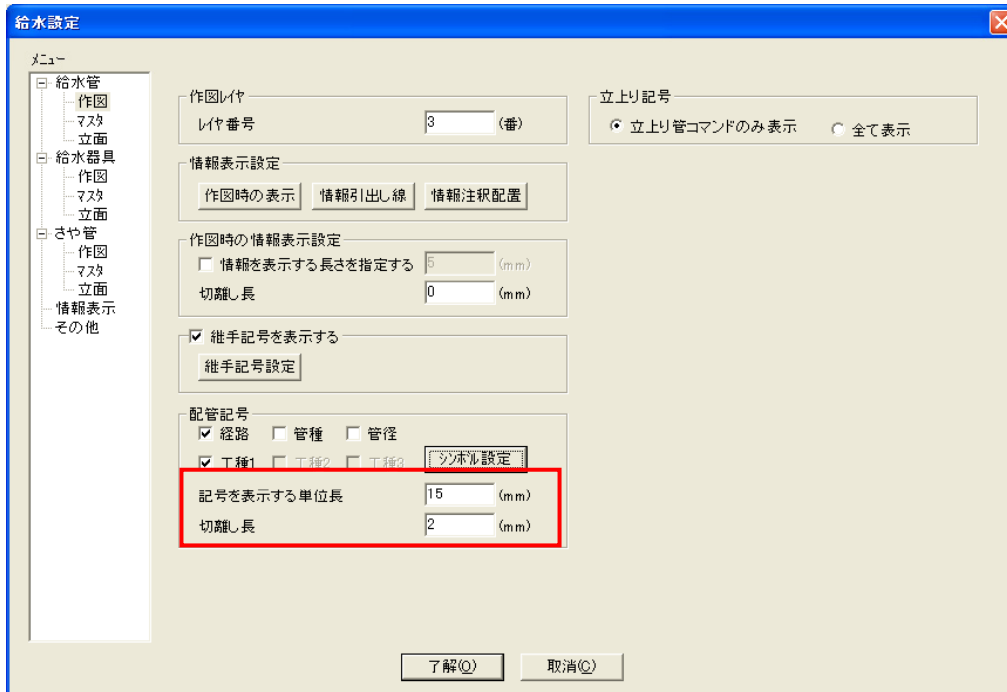 給水設定
メニュー
給水管
作図
マスタ
立面
給水器具
作図
マスタ
立面
さや管
作図
マスタ
立面
情報表示
その他
作図レイヤ
レイヤ番号 3 (番)
情報表示設定
作図時の表示 情報引出し線 情報注釈配置
作図時の情報表示設定
情報を表示する長さを指定する 5 (mm)
切離し長 0 (mm)
継手記号を表示する
継手記号設定
配管記号
経路 管種 管径
工種1 工種2 工種3 シンボル設定
記号を表示する単位長 15 (mm)
切離し長 2 (mm)
立上り記号
立上り管コマンドのみ表示 全て表示
了解(O) 取消(C)